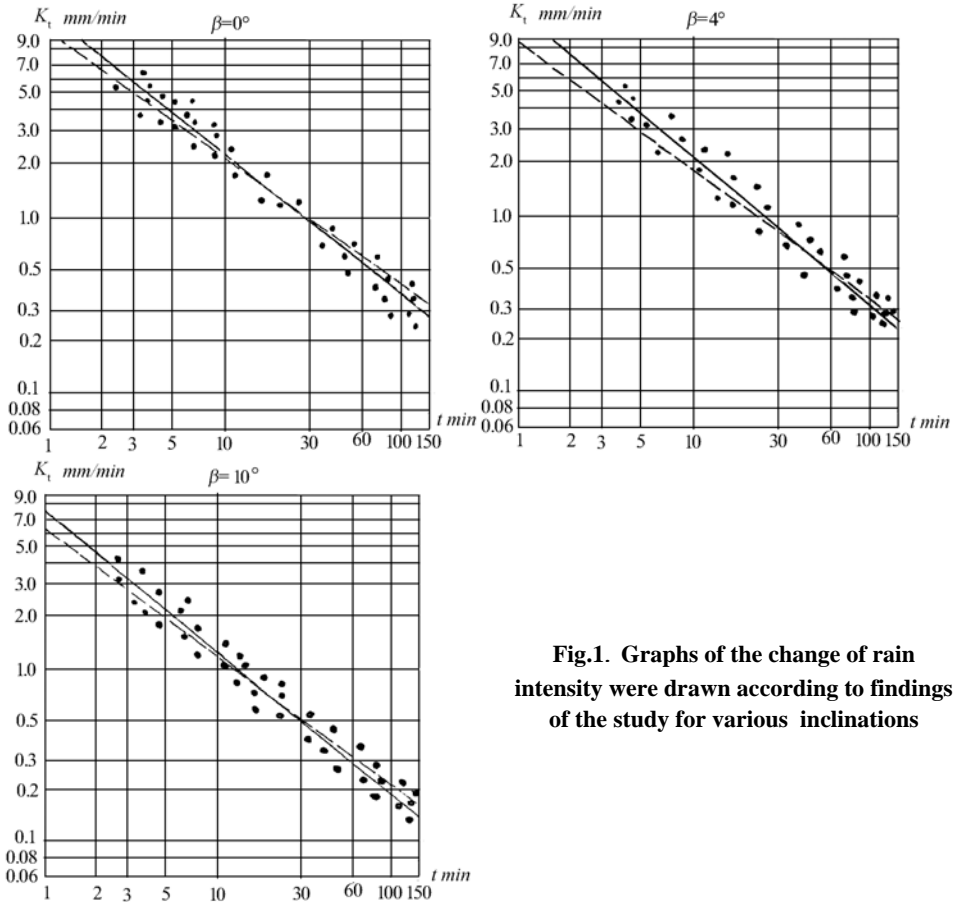 Kt mm/min
β=0°
9.0
7.0
5.0
3.0
2.0
1.0
0.5
0.3
0.2
0.1
0.08
0.06
t min
1 2 3 5 10 30 60 100 150
Kt mm/min
β=4°
9.0
7.0
5.0
3.0
2.0
1.0
0.5
0.3
0.2
0.1
0.08
0.06
t min
1 2 3 5 10 30 60 100 150
Kt mm/min
β= 10°
9.0
7.0
5.0
3.0
2.0
1.0
0.5
0.3
0.2
0.1
0.08
0.06
t min
1 2 3 5 10 30 60 100 150
Fig.1. Graphs of the change of rain
intensity were drawn according to findings
of the study for various inclinations